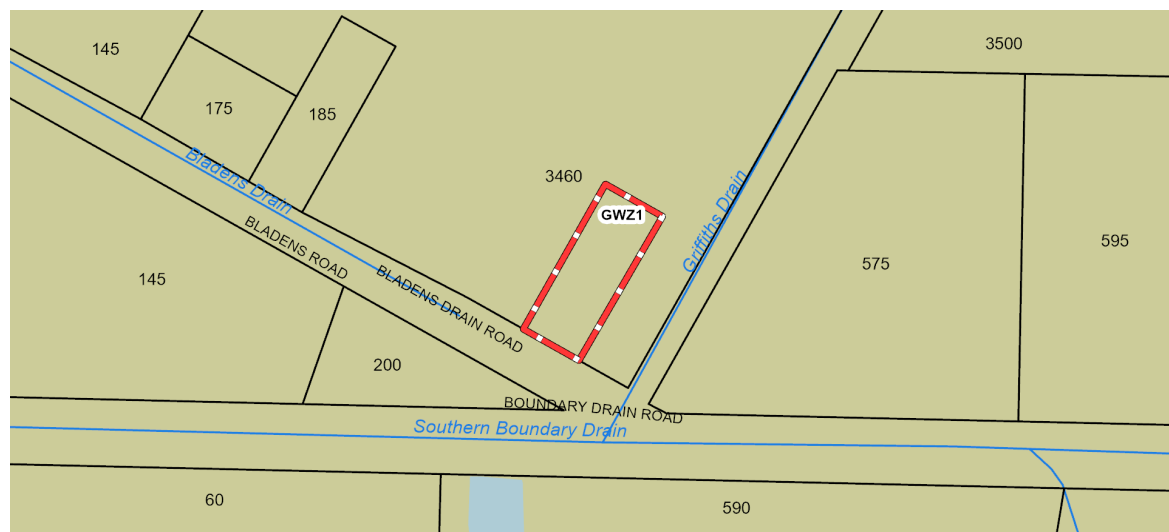 3500
145
175
185
3460
GWZ1
Bladens Drain
Griffiths Drain
595
BLADENS ROAD
575
145
BLADENS DRAIN ROAD
200
BOUNDARY DRAIN ROAD
Southern Boundary Drain
60
590